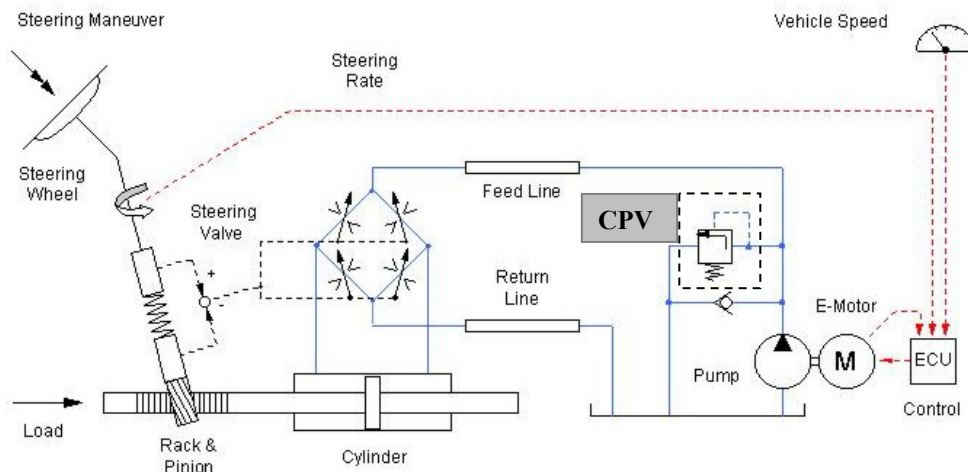 Steering Maneuver
Vehicle Speed
Steering
Rate
Steering
Wheel
Steering
Valve
+
-
Feed Line
CPV
Return
Line
E-Motor
Pump
M
ECU
Control
Load
Rack &
Pinion
Cylinder